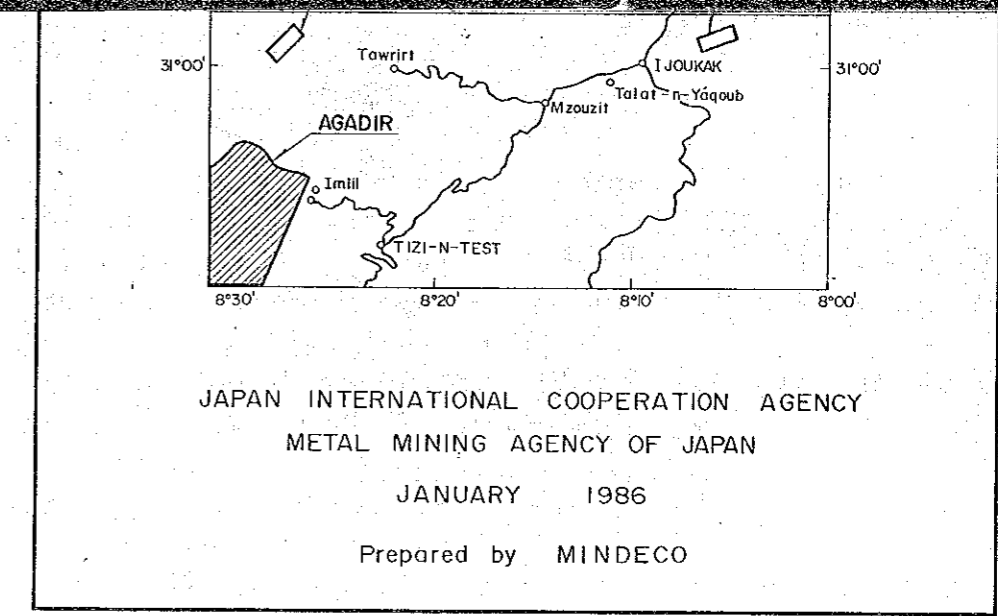 Tawrirt
31°00'
IJOUKAK
31°00'
Talat-n-Yáqoub
Mzouzit
AGADIR
Imlil
TIZI-N-TEST
8°30'
8°20'
8°10'
8°00'
JAPAN INTERNATIONAL COOPERATION AGENCY
METAL MINING AGENCY OF JAPAN
JANUARY 1986
Prepared by MINDECO